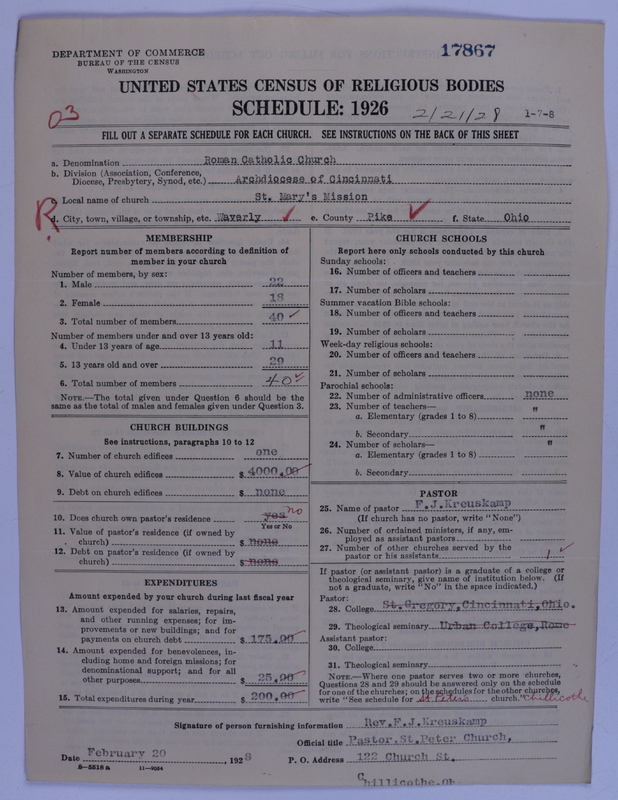 DEPARTMENT OF COMMERCE
BUREAU OF THE CENSUS
WASHINGTON
17867
UNITED STATES CENSUS OF RELIGIOUS BODIES
SCHEDULE: 1926
03
2/21/28
1-7-8
FILL OUT A SEPARATE SCHEDULE FOR EACH CHURCH. SEE INSTRUCTIONS ON THE BACK OF THIS SHEET
a. Denomination Roman Catholic Church
b. Division (Association, Conference,
Diocese, Presbytery, Synod, etc.) Archdiocese of Cincinnati
c. Local name of church St. Mary's Mission
R
d. City, town, village, or township, etc. Waverly e. County Pike f. State Ohio
MEMBERSHIP
Report number of members according to definition of
member in your church
Number of members, by sex:
1. Male 22
2. Female 18
3. Total number of members 40
Number of members under and over 13 years old:
4. Under 13 years of age 11
5. 13 years old and over 29
6. Total number of members 40
NOTE.—The total given under Question 6 should be
same as the total of males and females given under Question 3.
CHURCH BUILDINGS
See instructions, paragraphs 10 to 12
7. Number of church edifices one
8. Value of church edifices $ 4000.00
9. Debt on church edifices $ none
10. Does church own pastor's residence yes no
Yes or No
11. Value of pastor's residence (if owned by
church) $ none
12. Debt on pastor's residence (if owned by
church) $ none
EXPENDITURES
Amount expended by your church during last fiscal year
13. Amount expended for salaries, repairs,
and other running expenses; for im-
provements or new buildings; and for
payments on church debt $ 175.00
14. Amount expended for benevolences, in-
cluding home and foreign missions; for
denominational support; and for all
other purposes $ 25.00
15. Total expenditures during year $ 200.00
CHURCH SCHOOLS
Report here only schools conducted by this church
Sunday schools:
16. Number of officers and teachers
17. Number of scholars
Summer vacation Bible schools:
18. Number of officers and teachers
19. Number of scholars
Week-day religious schools:
20. Number of officers and teachers
21. Number of scholars
Parochial schools:
22. Number of administrative officers none
23. Number of teachers— "
a. Elementary (grades 1 to 8)
b. Secondary "
24. Number of scholars— "
a. Elementary (grades 1 to 8)
b. Secondary
PASTOR
25. Name of pastor F.J.Kreuskamp
(If church has no pastor, write "None")
26. Number of ordained ministers, if any, em-
ployed as assistant pastors
27. Number of other churches served by the
pastor or his assistants 1
If pastor (or assistant pastor) is a graduate of a college or
theological seminary, give name of institution below. (If
not a graduate, write "No" in the space indicated.)
Pastor:
28. College St. Gregory, Cincinnati, Ohio.
29. Theological seminary Urban College, Rome
Assistant pastor:
30. College
31. Theological seminary
NOTE.—Where one pastor serves two or more churches,
Questions 28 and 29 should be answered only on the schedule
for one of the churches; on the schedules for the other churches,
write "See schedule for St Peters church." Chillicothe
Signature of person furnishing information Rev.F.J.Kreuskamp
Official title Pastor.St.Peter Church,
Date February 20, 1928 P. O. Address 122 Church St.
8-5518 a 11-9054
Chillicothe.Oh